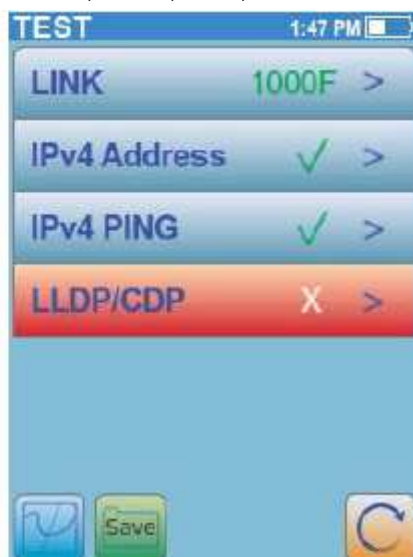 TEST 1:47 PM
LINK 1000F >
IPv4 Address ✓ >
IPv4 PING ✓ >
LLDP/CDP X >
Save